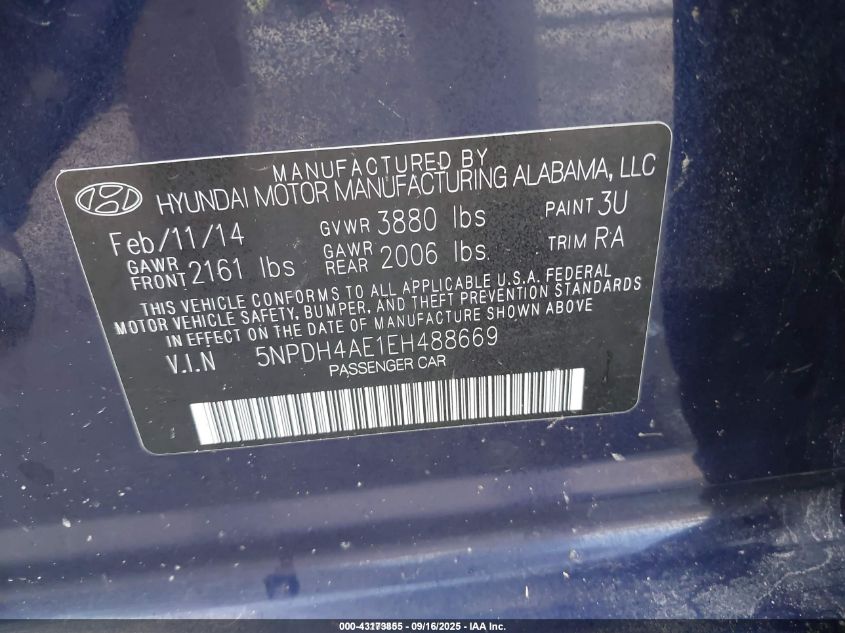 MANUFACTURED BY
HYUNDAI MOTOR MANUFACTURING ALABAMA, LLC
Feb/11/14 GVWR 3880 lbs PAINT 3U
GAWR FRONT 2161 lbs GAWR REAR 2006 lbs. TRIM RA
THIS VEHICLE CONFORMS TO ALL APPLICABLE U.S.A. FEDERAL
MOTOR VEHICLE SAFETY, BUMPER, AND THEFT PREVENTION STANDARDS
IN EFFECT ON THE DATE OF MANUFACTURE SHOWN ABOVE
V.I.N 5NPDH4AE1EH488669
PASSENGER CAR
000-43173855 - 09/16/2025 - IAA Inc.